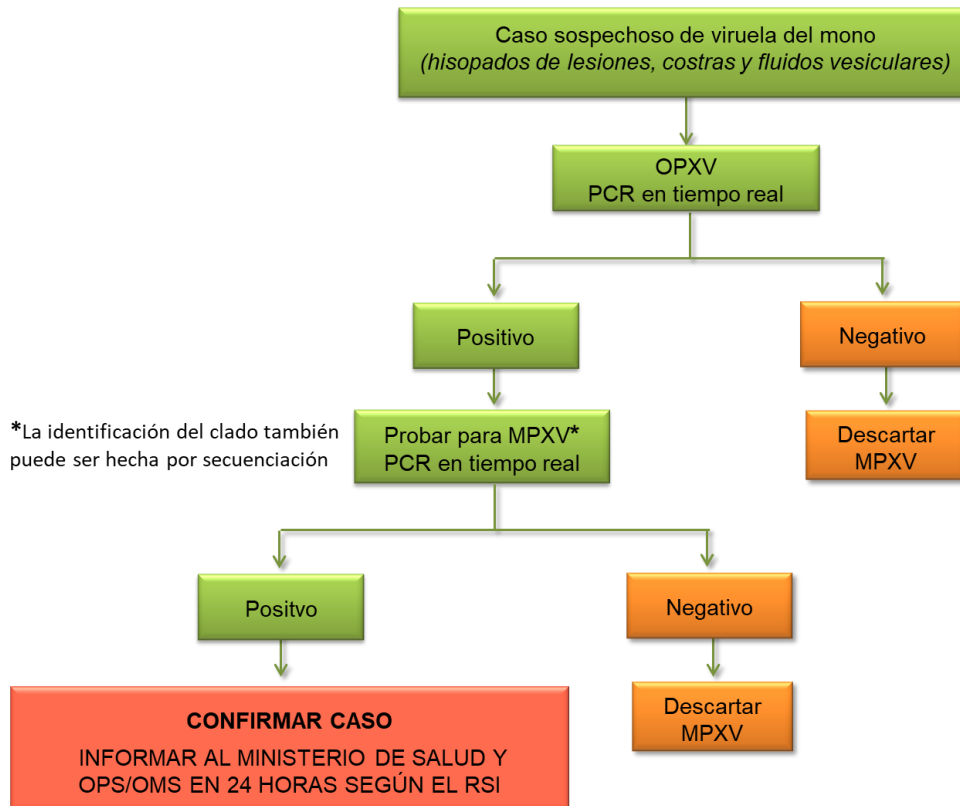 Caso sospechoso de viruela del mono
(hisopados de lesiones, costras y fluidos vesiculares)
OPXV
PCR en tiempo real
Positivo
Negativo
*La identificación del clado también
puede ser hecha por secuenciación
Probar para MPXV*
PCR en tiempo real
Descartar
MPXV
Positvo
Negativo
CONFIRMAR CASO
INFORMAR AL MINISTERIO DE SALUD Y
OPS/OMS EN 24 HORAS SEGÚN EL RSI
Descartar
MPXV